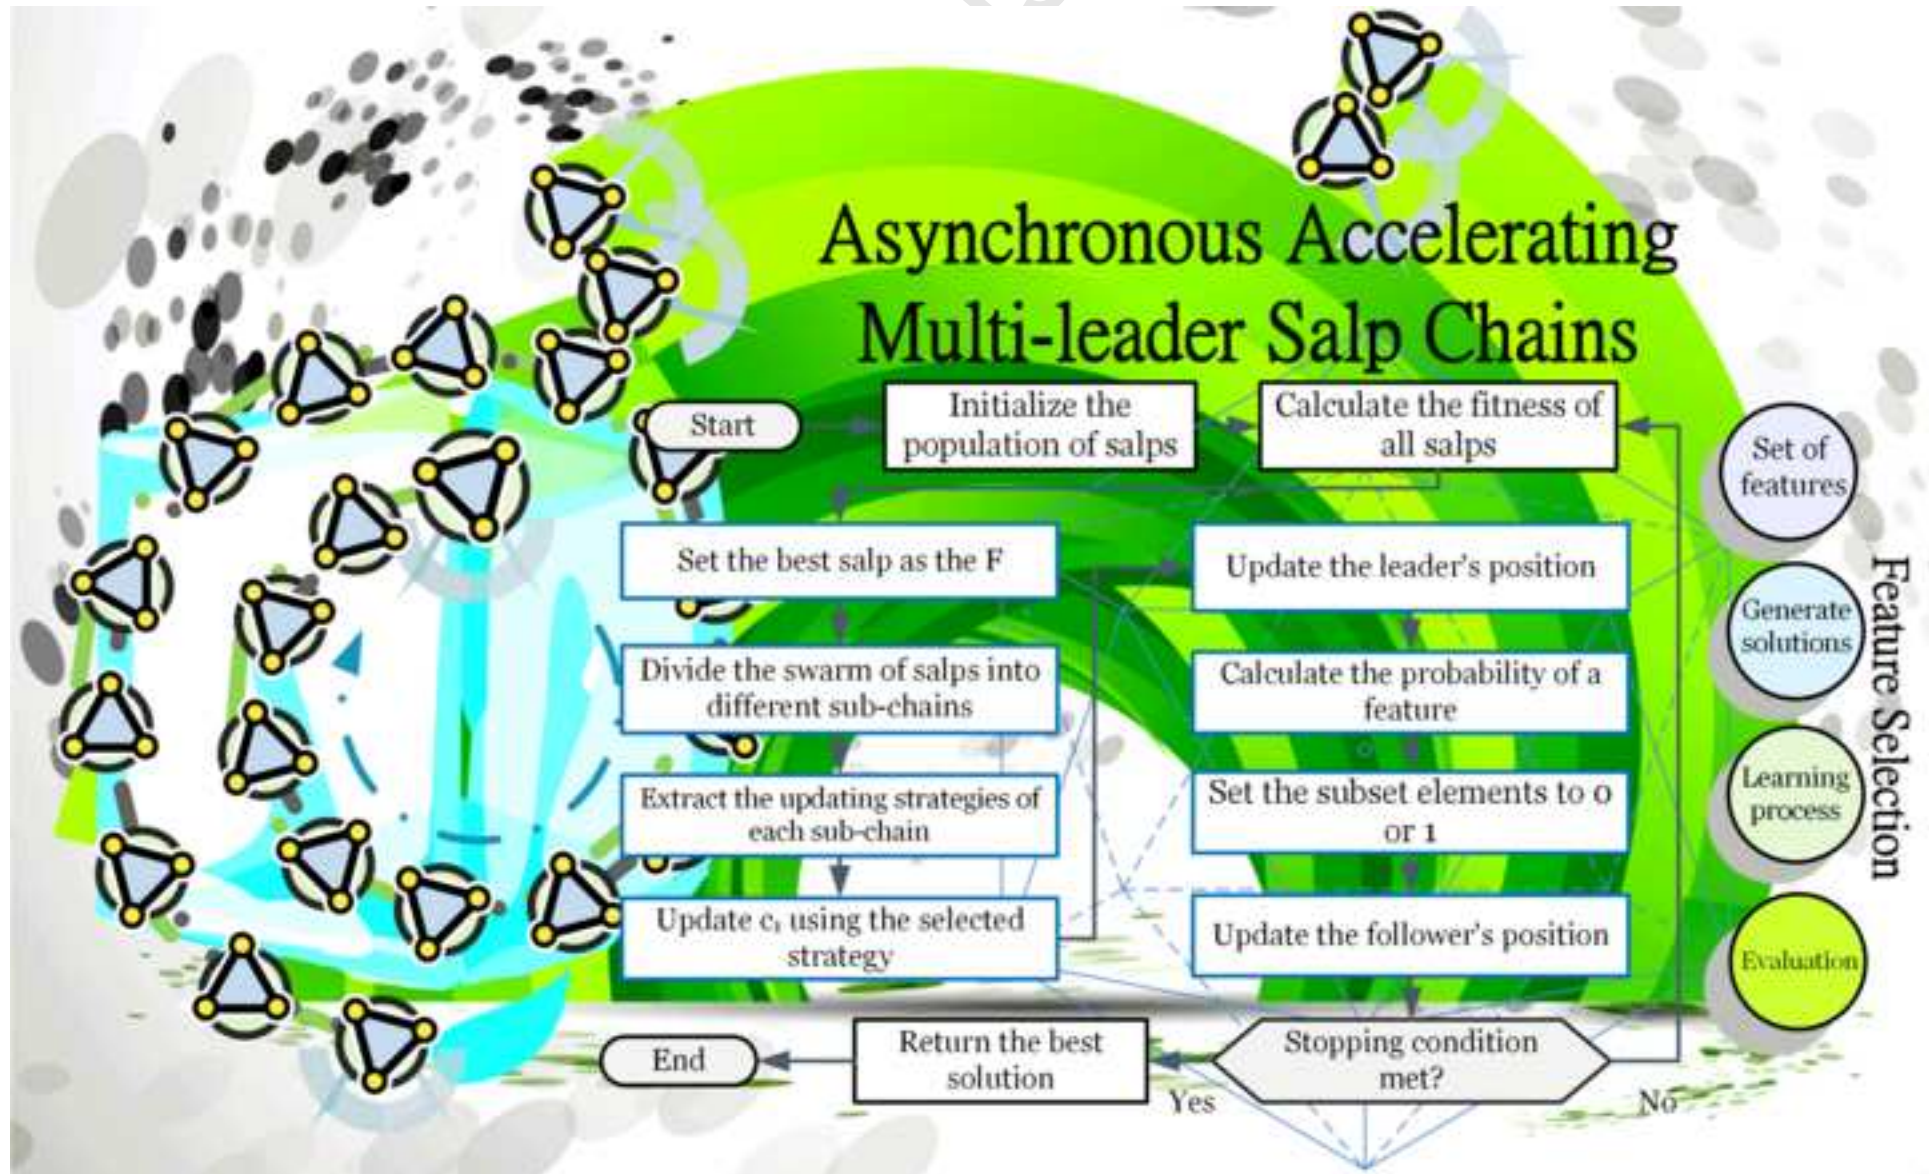 Asynchronous Accelerating
Multi-leader Salp Chains
Start
Initialize the
population of salps
Calculate the fitness of
all salps
Set the best salp as the F
Divide the swarm of salps into
different sub-chains
Extract the updating strategies of
each sub-chain
Update c₁ using the selected
strategy
Update the leader's position
Calculate the probability of a
feature
Set the subset elements to 0
or 1
Update the follower's position
Stopping condition
met?
Yes
No
Return the best
solution
End
Set of
features
Generate
solutions
Learning
process
Evaluation
Feature Selection